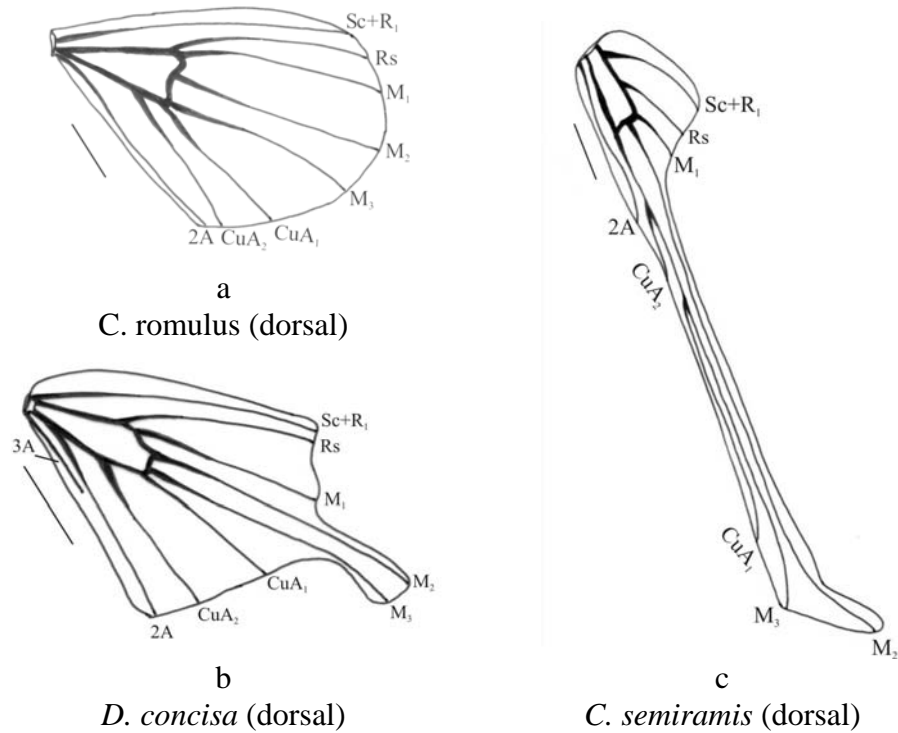 Sc+R₁
Rs
M₁
M₂
M₃
CuA₁
CuA₂
2A
a
C. romulus (dorsal)
Sc+R₁
Rs
M₁
M₂
M₃
CuA₁
CuA₂
2A
3A
b
D. concisa (dorsal)
Sc+R₁
Rs
M₁
2A
CuA₂
CuA₁
M₃
M₂
c
C. semiramis (dorsal)